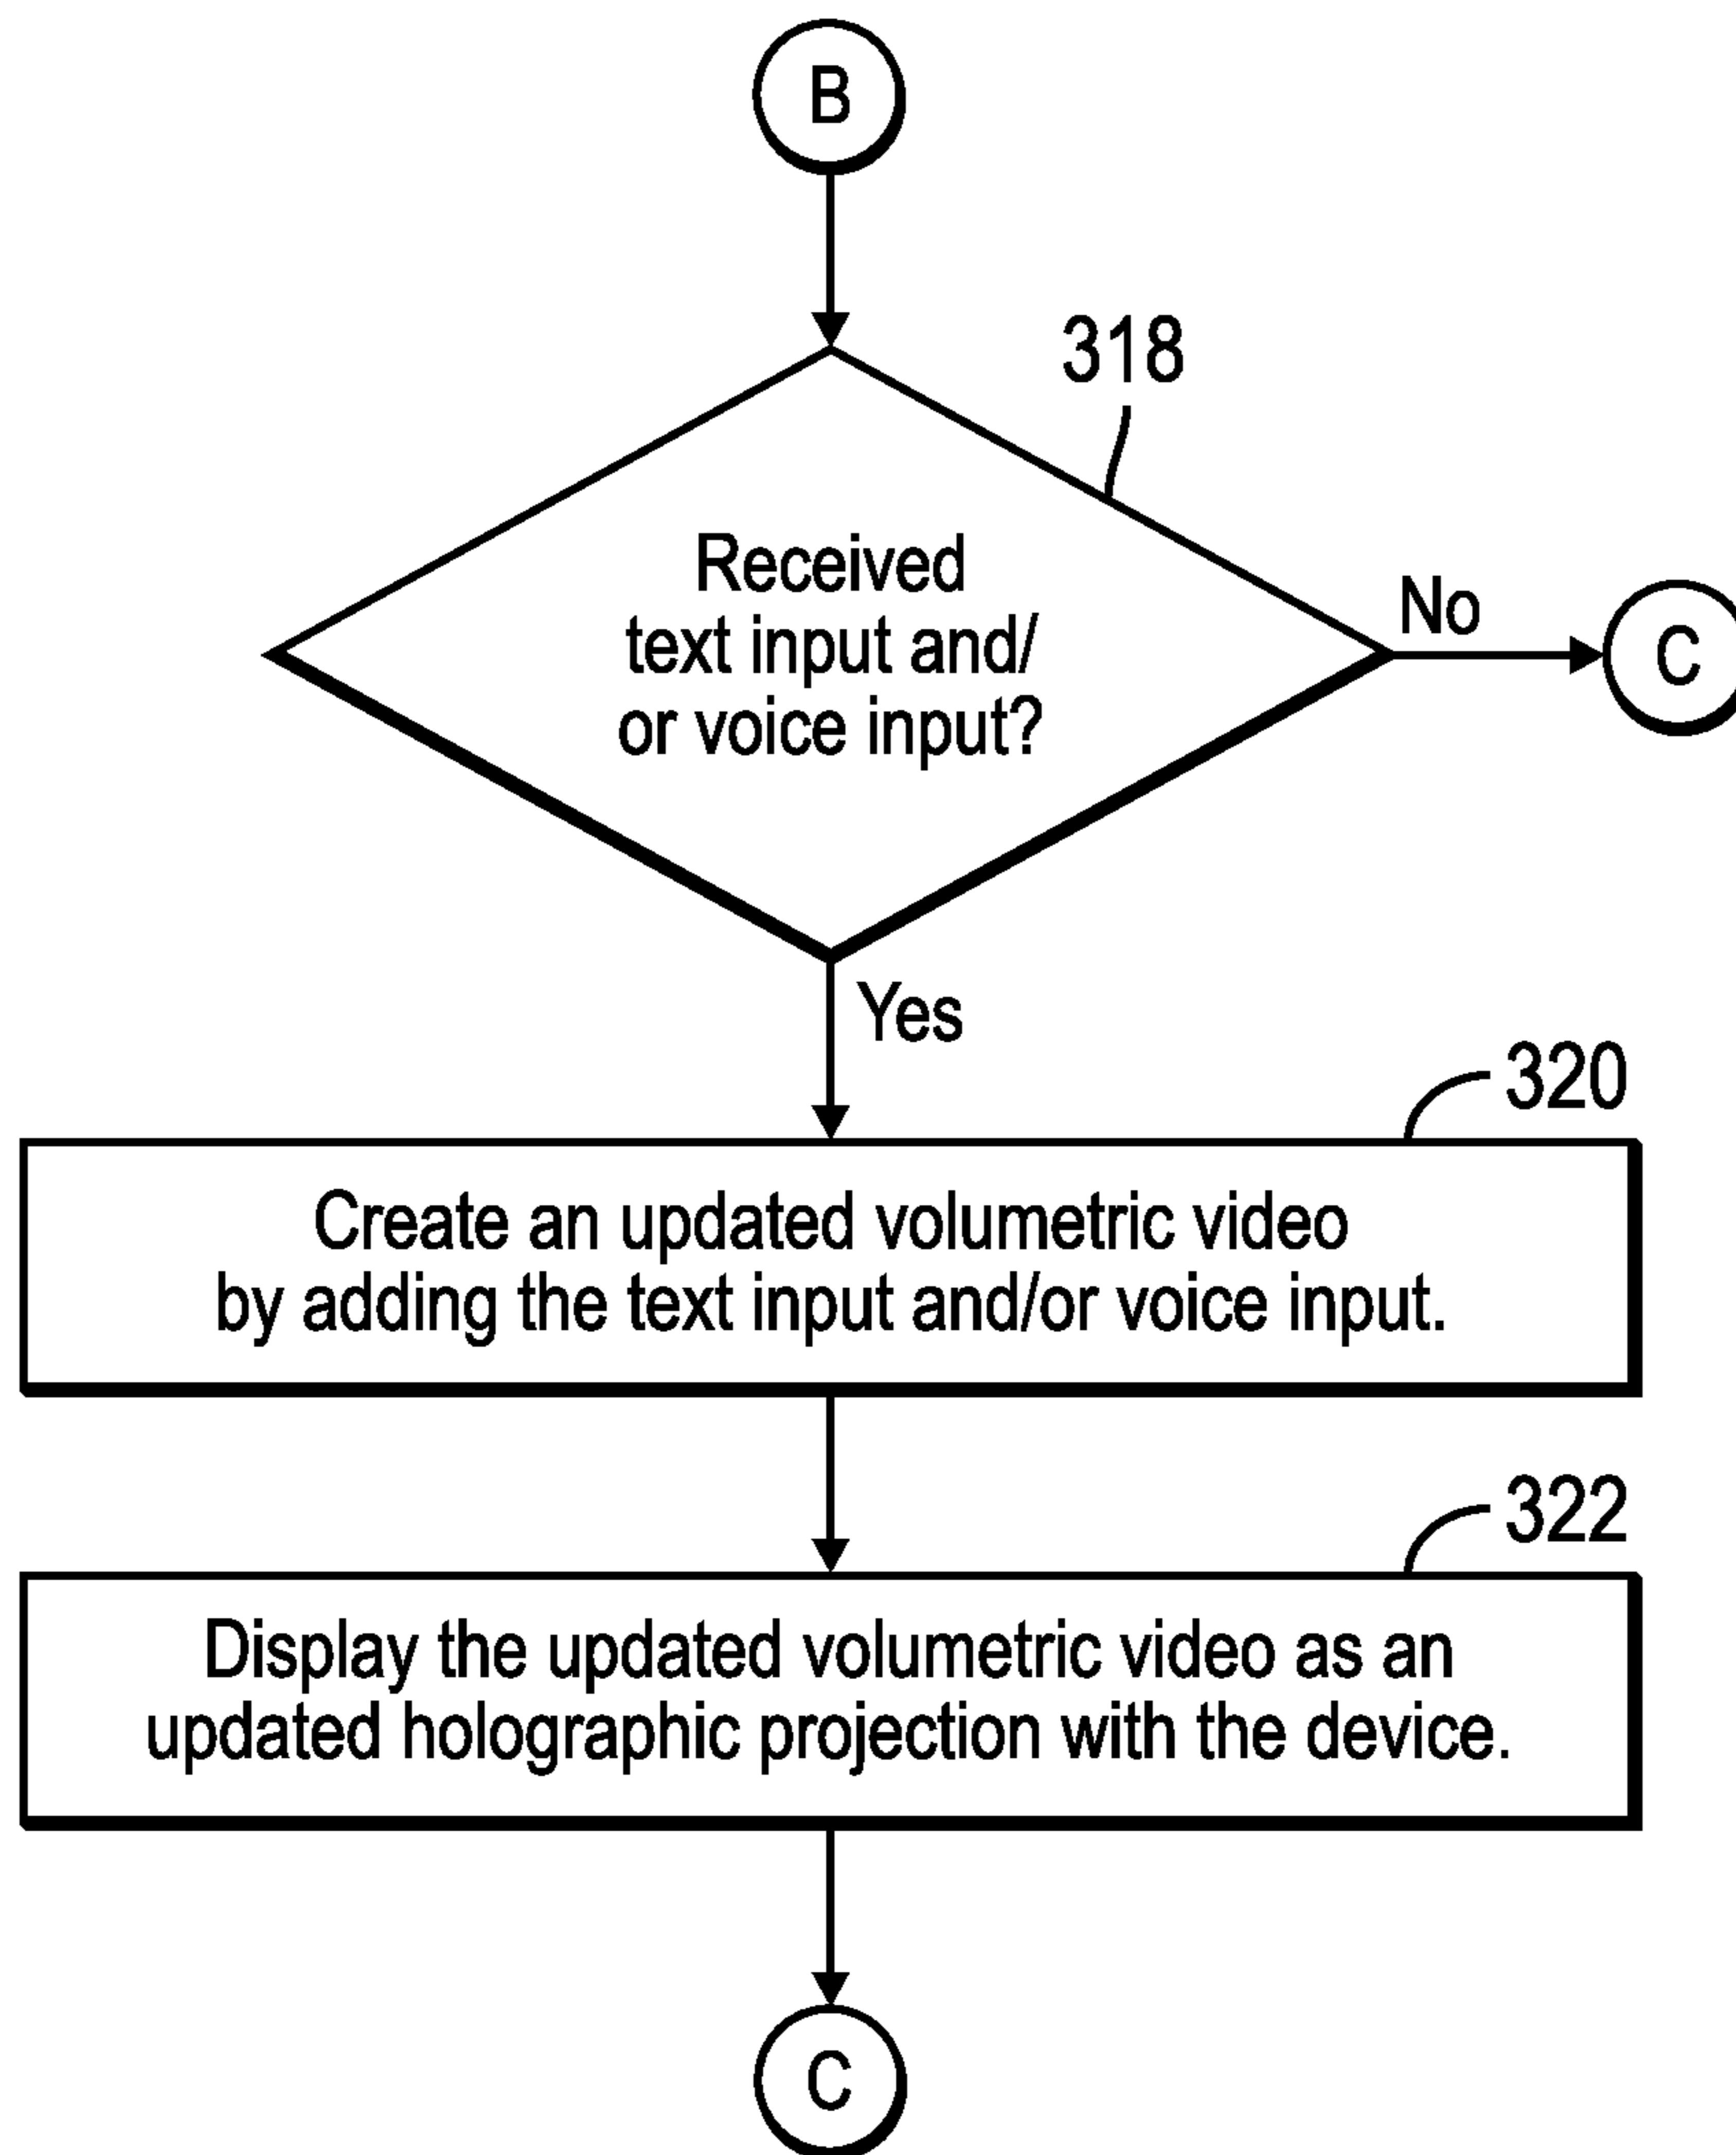 B
318
Received
text input and/
or voice input?
No
C
Yes
320
Create an updated volumetric video
by adding the text input and/or voice input.
322
Display the updated volumetric video as an
updated holographic projection with the device.
C